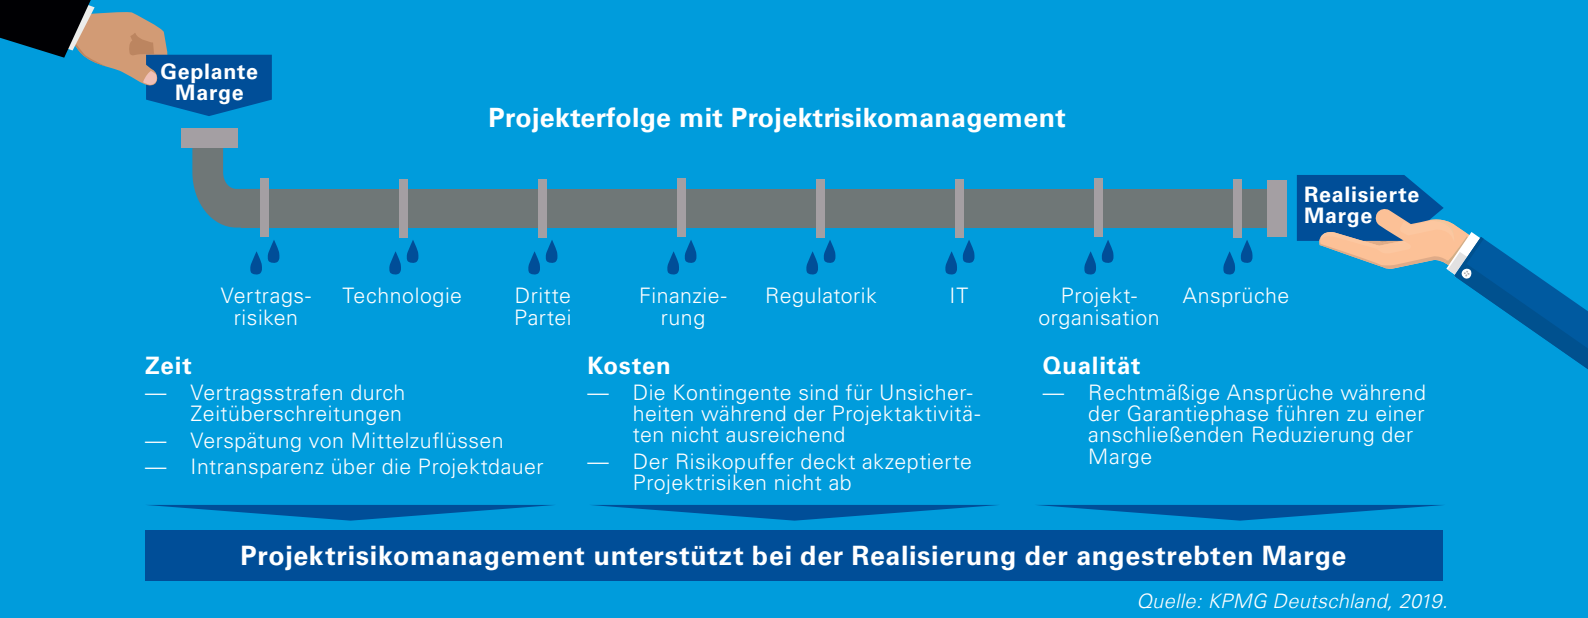 Geplante
Marge
Projekterfolge mit Projektrisikomanagement
Realisierte
Marge
Vertrags-
risiken
Technologie
Dritte
Partei
Finanzie-
rung
Regulatorik
IT
Projekt-
organisation
Ansprüche
Zeit
— Vertragsstrafen durch
Zeitüberschreitungen
— Verspätung von Mittelzuflüssen
— Intransparenz über die Projektdauer
Kosten
— Die Kontingente sind für Unsicher-
heiten während der Projektaktivitä-
ten nicht ausreichend
— Der Risikopuffer deckt akzeptierte
Projektrisiken nicht ab
Qualität
— Rechtmäßige Ansprüche während
der Garantiephase führen zu einer
anschließenden Reduzierung der
Marge
Projektrisikomanagement unterstützt bei der Realisierung der angestrebten Marge
Quelle: KPMG Deutschland, 2019.